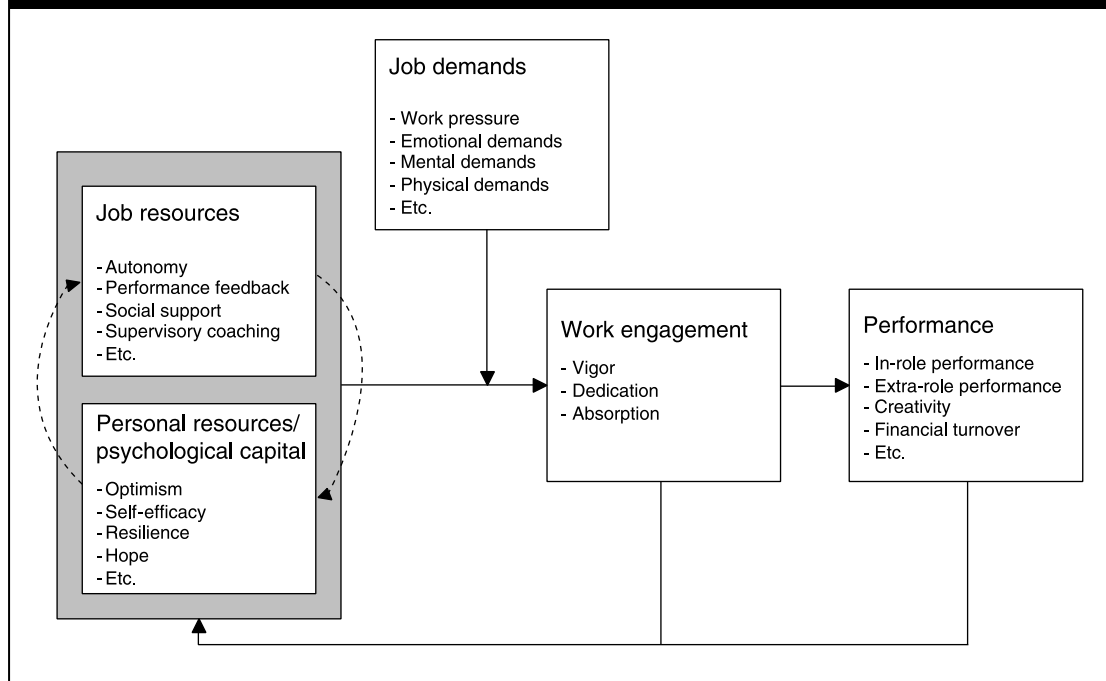 Job demands
- Work pressure
- Emotional demands
- Mental demands
- Physical demands
- Etc.
Job resources
- Autonomy
- Performance feedback
- Social support
- Supervisory coaching
- Etc.
Personal resources/
psychological capital
- Optimism
- Self-efficacy
- Resilience
- Hope
- Etc.
Work engagement
- Vigor
- Dedication
- Absorption
Performance
- In-role performance
- Extra-role performance
- Creativity
- Financial turnover
- Etc.